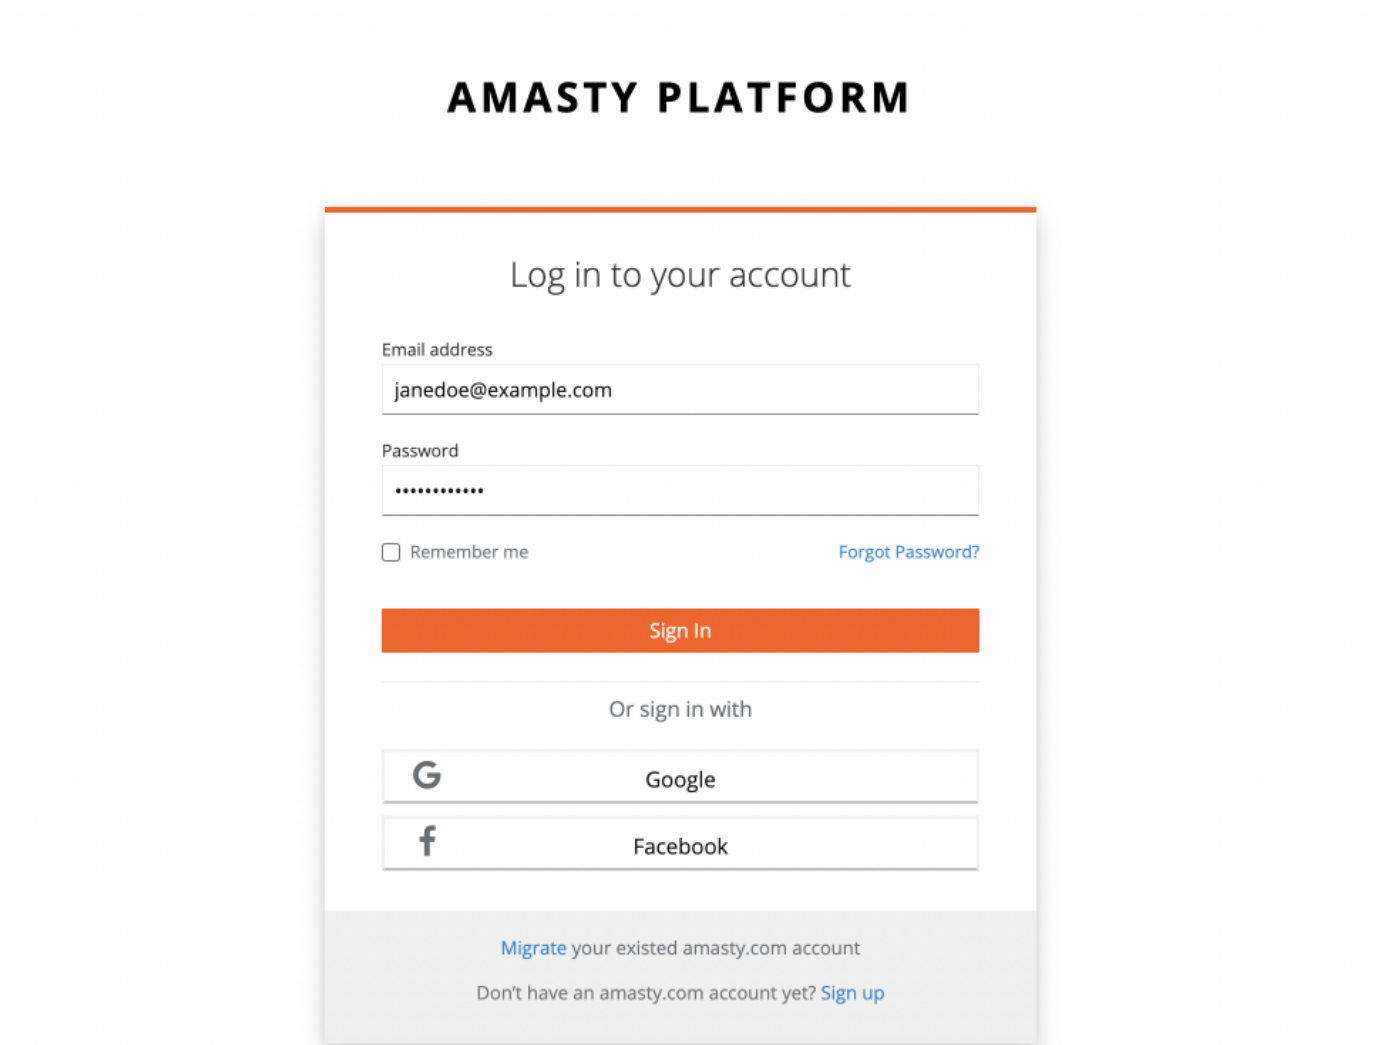 AMASTY PLATFORM
Log in to your account
Email address
janedoe@example.com
Password
••••••••••••
Remember me
Forgot Password?
Sign In
Or sign in with
Google
Facebook
Migrate your existed amasty.com account
Don't have an amasty.com account yet? Sign up